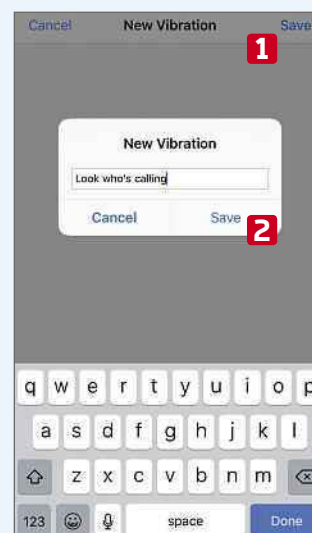 Cancel New Vibration Save
1
New Vibration
Look who's calling
Cancel Save
2
q w e r t y u i o p
a s d f g h j k l
z x c v b n m
123 space Done